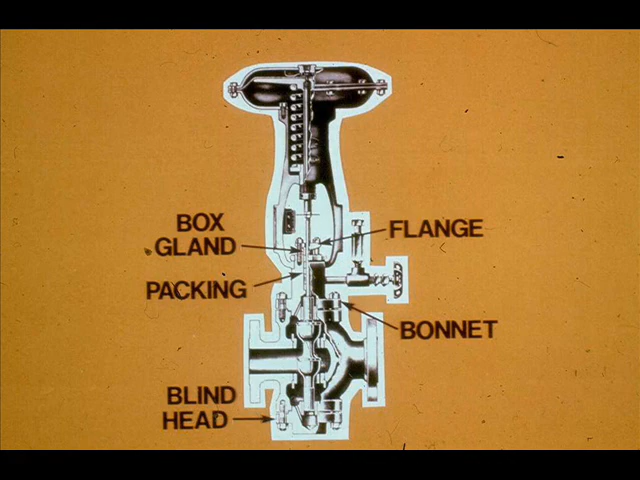 BOX
GLAND
FLANGE
PACKING
BONNET
BLIND
HEAD